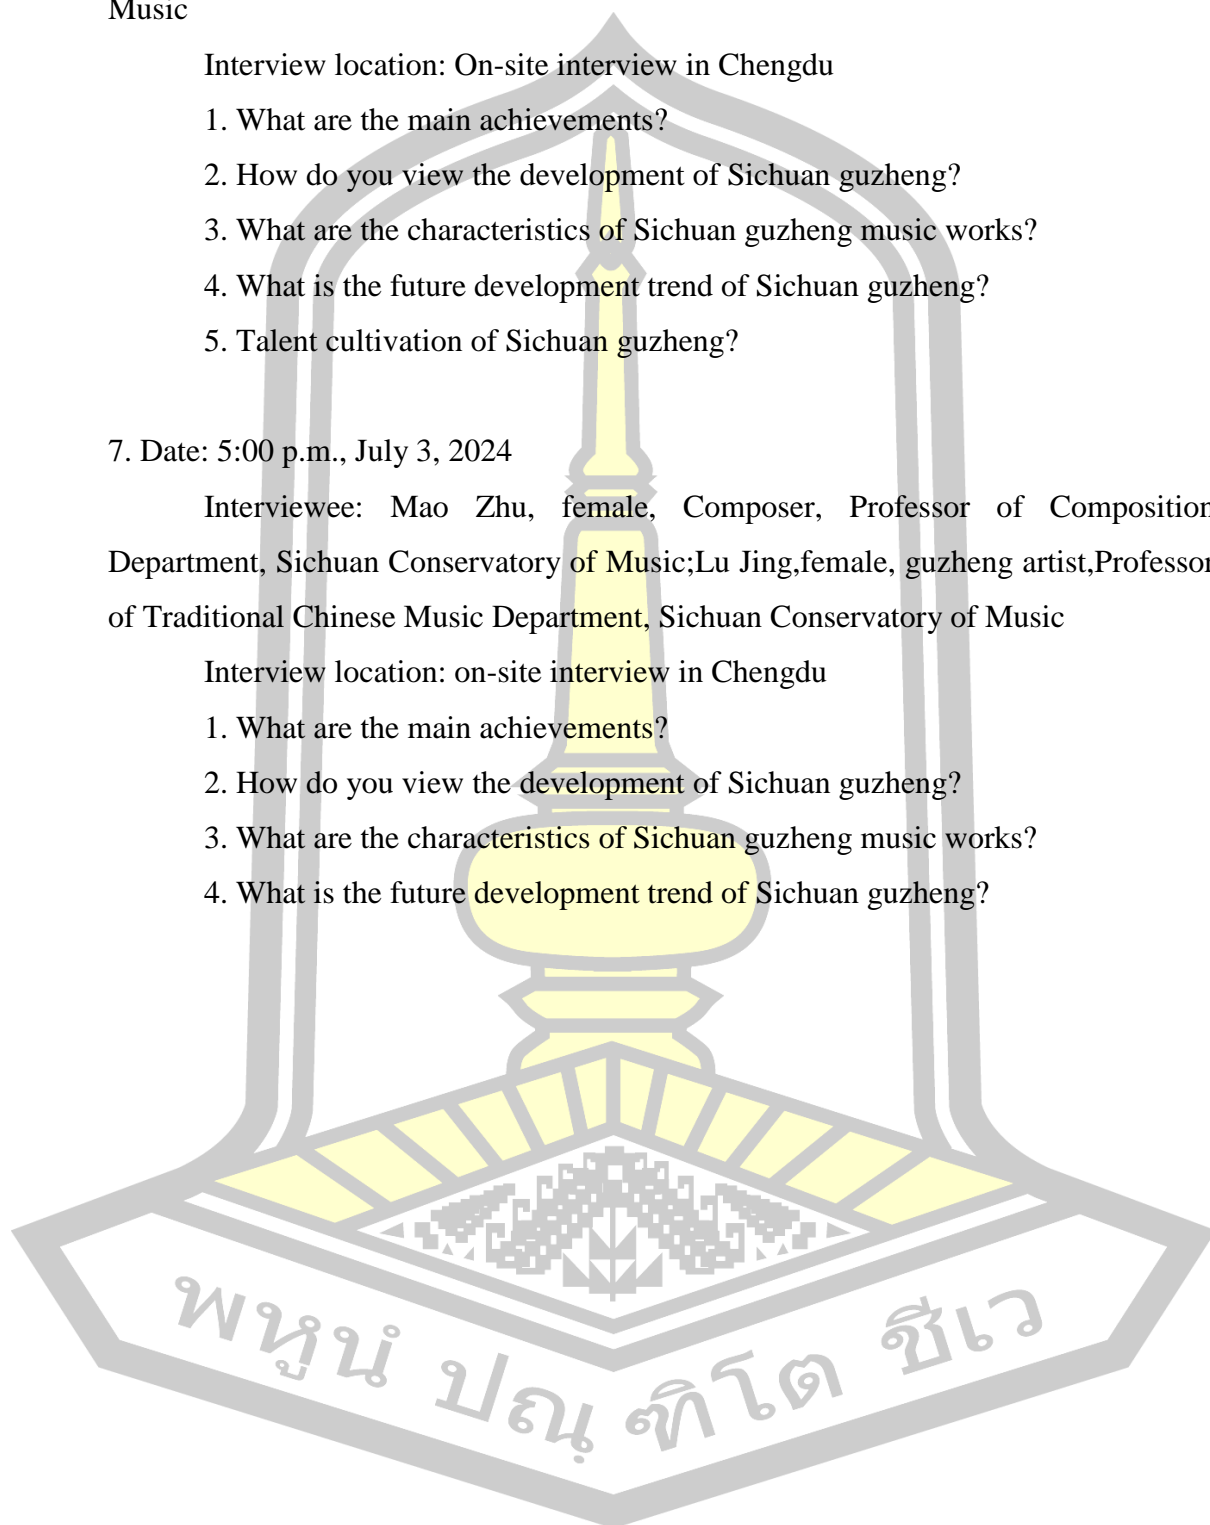 Music
Interview location: On-site interview in Chengdu
1. What are the main achievements?
2. How do you view the development of Sichuan guzheng?
3. What are the characteristics of Sichuan guzheng music works?
4. What is the future development trend of Sichuan guzheng?
5. Talent cultivation of Sichuan guzheng?
7. Date: 5:00 p.m., July 3, 2024
Interviewee: Mao Zhu, female, Composer, Professor of Composition
Department, Sichuan Conservatory of Music;Lu Jing,female, guzheng artist,Professor
of Traditional Chinese Music Department, Sichuan Conservatory of Music
Interview location: on-site interview in Chengdu
1. What are the main achievements?
2. How do you view the development of Sichuan guzheng?
3. What are the characteristics of Sichuan guzheng music works?
4. What is the future development trend of Sichuan guzheng?
พหูนํ ปณฺฑิโต ชีเว